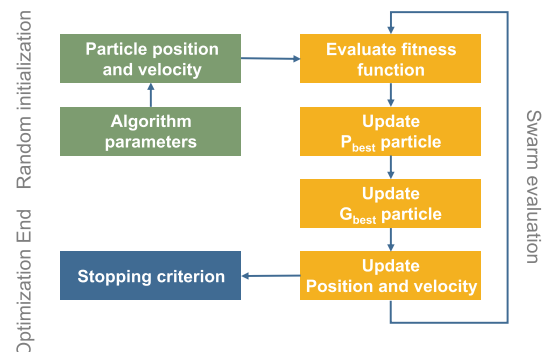 Random initialization
Particle position
and velocity
Algorithm
parameters
Evaluate fitness
function
Update
Pbest particle
Update
Gbest particle
Update
Position and velocity
Swarm evaluation
Optimization End
Stopping criterion